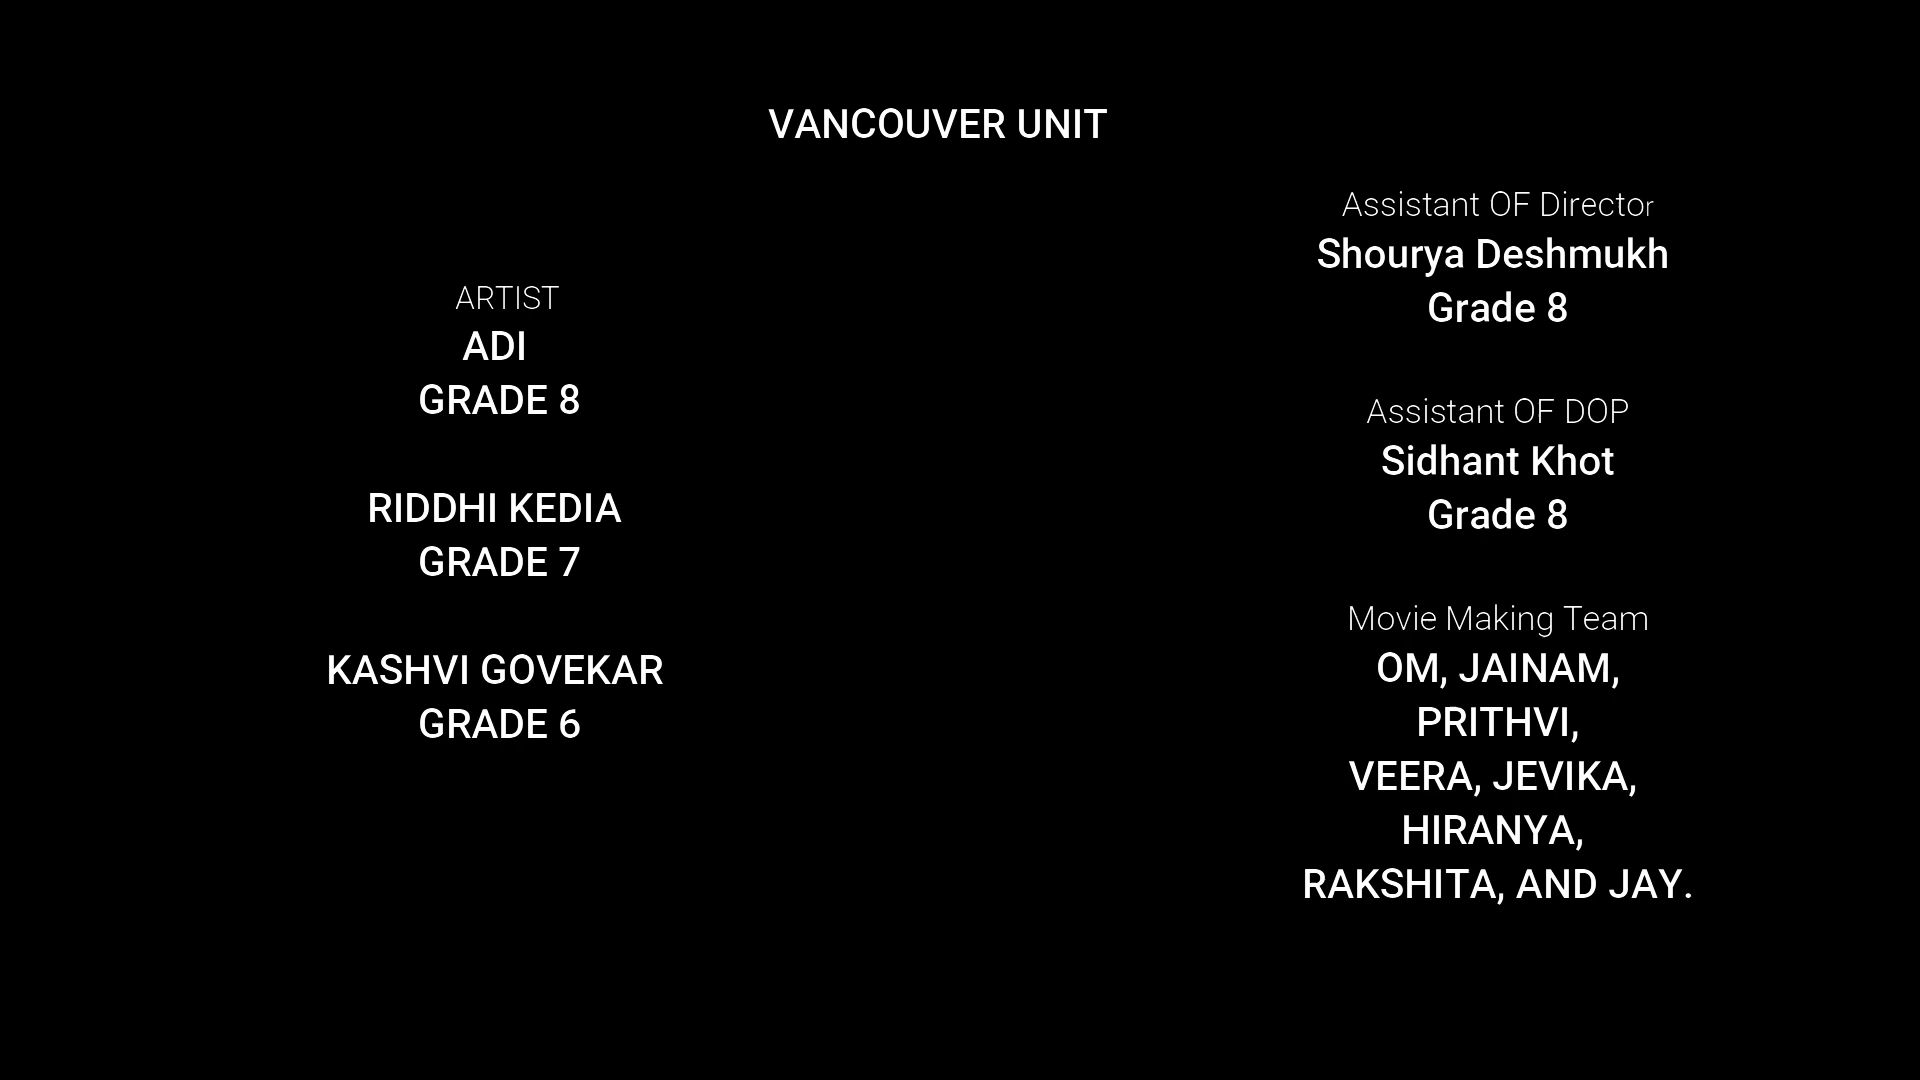 VANCOUVER UNIT
ARTIST
ADI
GRADE 8
RIDDHI KEDIA
GRADE 7
KASHVI GOVEKAR
GRADE 6
Assistant OF Director
Shourya Deshmukh
Grade 8
Assistant OF DOP
Sidhant Khot
Grade 8
Movie Making Team
OM, JAINAM,
PRITHVI,
VEERA, JEVIKA,
HIRANYA,
RAKSHITA, AND JAY.